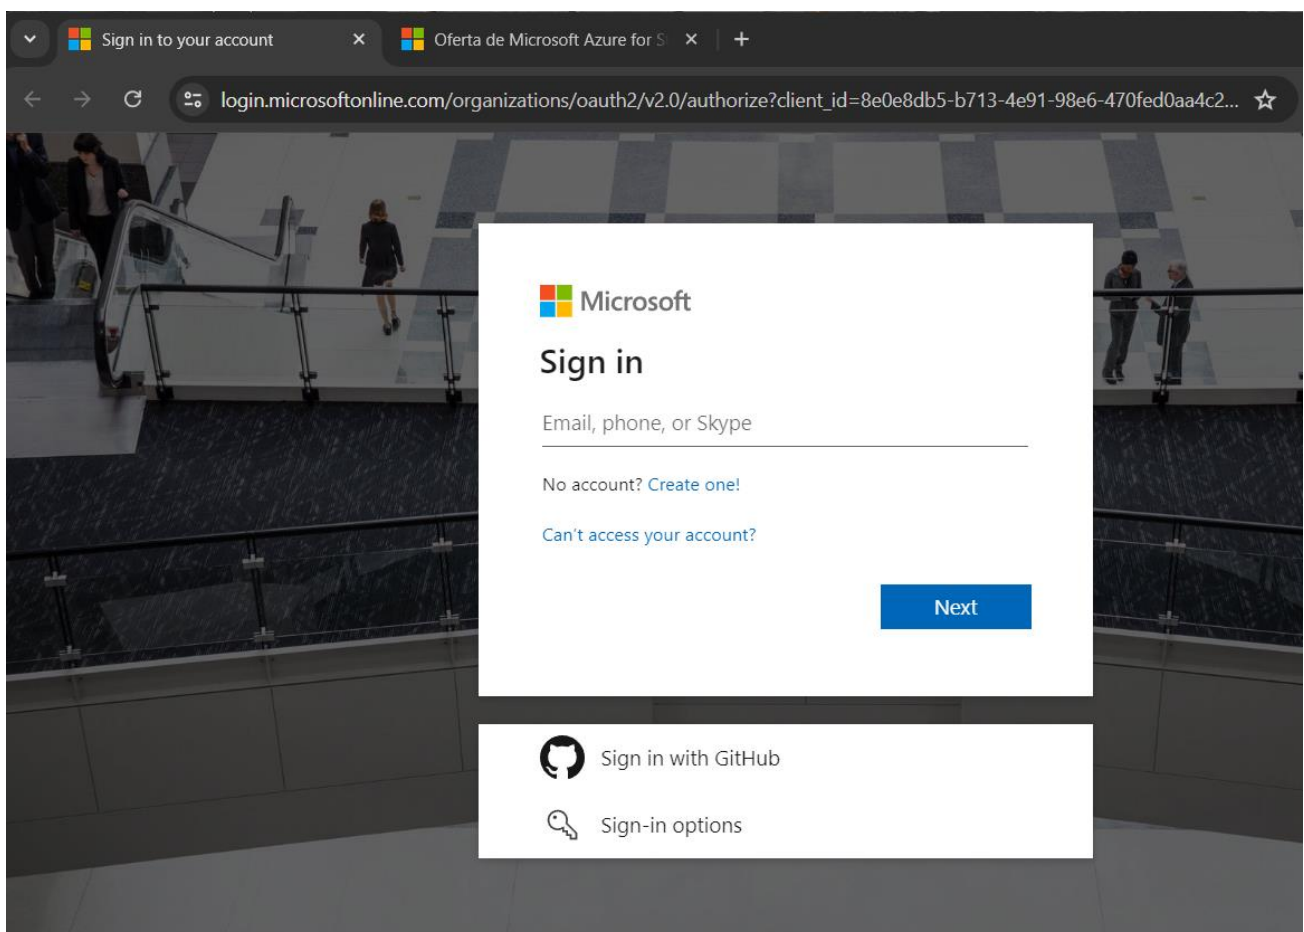 Sign in to your account
Oferta de Microsoft Azure for S
login.microsoftonline.com/organizations/oauth2/v2.0/authorize?client_id=8e0e8db5-b713-4e91-98e6-470fed0aa4c2...
Microsoft
Sign in
Email, phone, or Skype
No account? Create one!
Can't access your account?
Next
Sign in with GitHub
Sign-in options